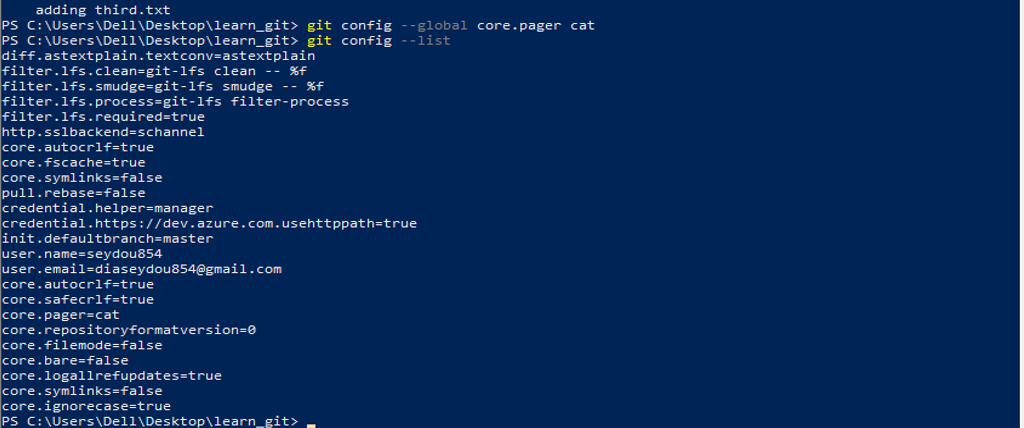 adding third.txt
PS C:\Users\Dell\Desktop\learn_git> git config --global core.pager cat
PS C:\Users\Dell\Desktop\learn_git> git config --list
diff.astextplain.textconv=astextplain
filter.lfs.clean=git-lfs clean -- %f
filter.lfs.smudge=git-lfs smudge -- %f
filter.lfs.process=git-lfs filter-process
filter.lfs.required=true
http.sslbackend=schannel
core.autocrlf=true
core.fscache=true
core.symlinks=false
pull.rebase=false
credential.helper=manager
credential.https://dev.azure.com.usehttppath=true
init.defaultbranch=master
user.name=seydou854
user.email=diaseydou854@gmail.com
core.autocrlf=true
core.safecrlf=true
core.pager=cat
core.repositoryformatversion=0
core.filemode=false
core.bare=false
core.logallrefupdates=true
core.symlinks=false
core.ignorecase=true
PS C:\Users\Dell\Desktop\learn_git>